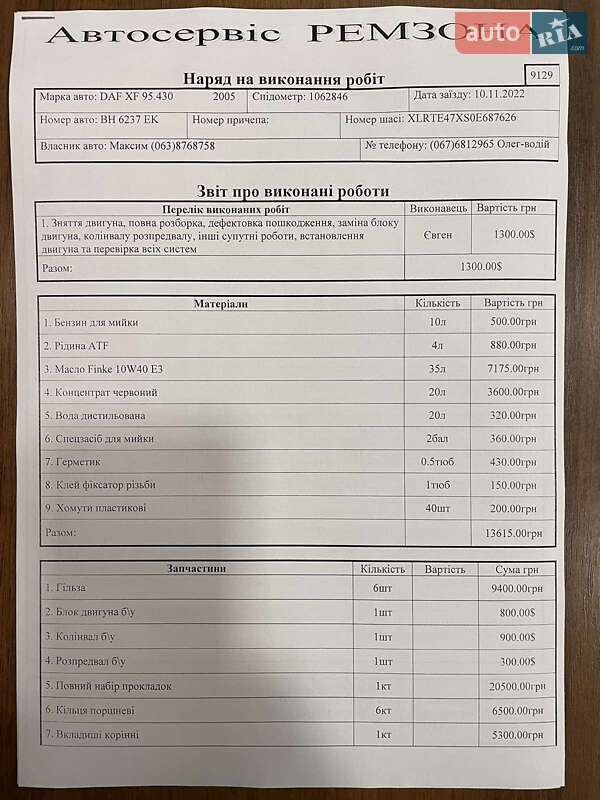 Автосервіс РЕМЗОНА
auto RIA .com
Наряд на виконання робіт
9129
Марка авто: DAF XF 95.430 2005 Спідометр: 1062846 Дата заїзду: 10.11.2022
Номер авто: BH 6237 EK Номер причепа: Номер шасі: XLRTE47XS0E687626
Власник авто: Максим (063)8768758 № телефону: (067)6812965 Олег-водій
Звіт про виконані роботи
Перелік виконаних робіт Виконавець Вартість грн
1. Зняття двигуна, повна розборка, дефектовка пошкодження, заміна блоку
двигуна, колінвалу розпредвалу, інші супутні роботи, встановлення
двигуна та перевірка всіх систем
Євген 1300.00$
Разом: 1300.00$
Матеріали Кількість Вартість грн
1. Бензин для мийки 10л 500.00грн
2. Рідина ATF 4л 880.00грн
3. Масло Finke 10W40 E3 35л 7175.00грн
4. Концентрат червоний 20л 3600.00грн
5. Вода дистильована 20л 320.00грн
6. Спецзасіб для мийки 2бал 360.00грн
7. Герметик 0.5тюб 430.00грн
8. Клей фіксатор різьби 1тюб 150.00грн
9. Хомути пластикові 40шт 200.00грн
Разом: 13615.00грн
Запчастини Кількість Вартість Сума грн
1. Гільза 6шт 9400.00грн
2. Блок двигуна б\у 1шт 800.00$
3. Колінвал б\у 1шт 900.00$
4. Розпредвал б\у 1шт 300.00$
5. Повний набір прокладок 1кт 20500.00грн
6. Кільця поршневі 6кт 6500.00грн
7. Вкладиші корінні 1кт 5300.00грн